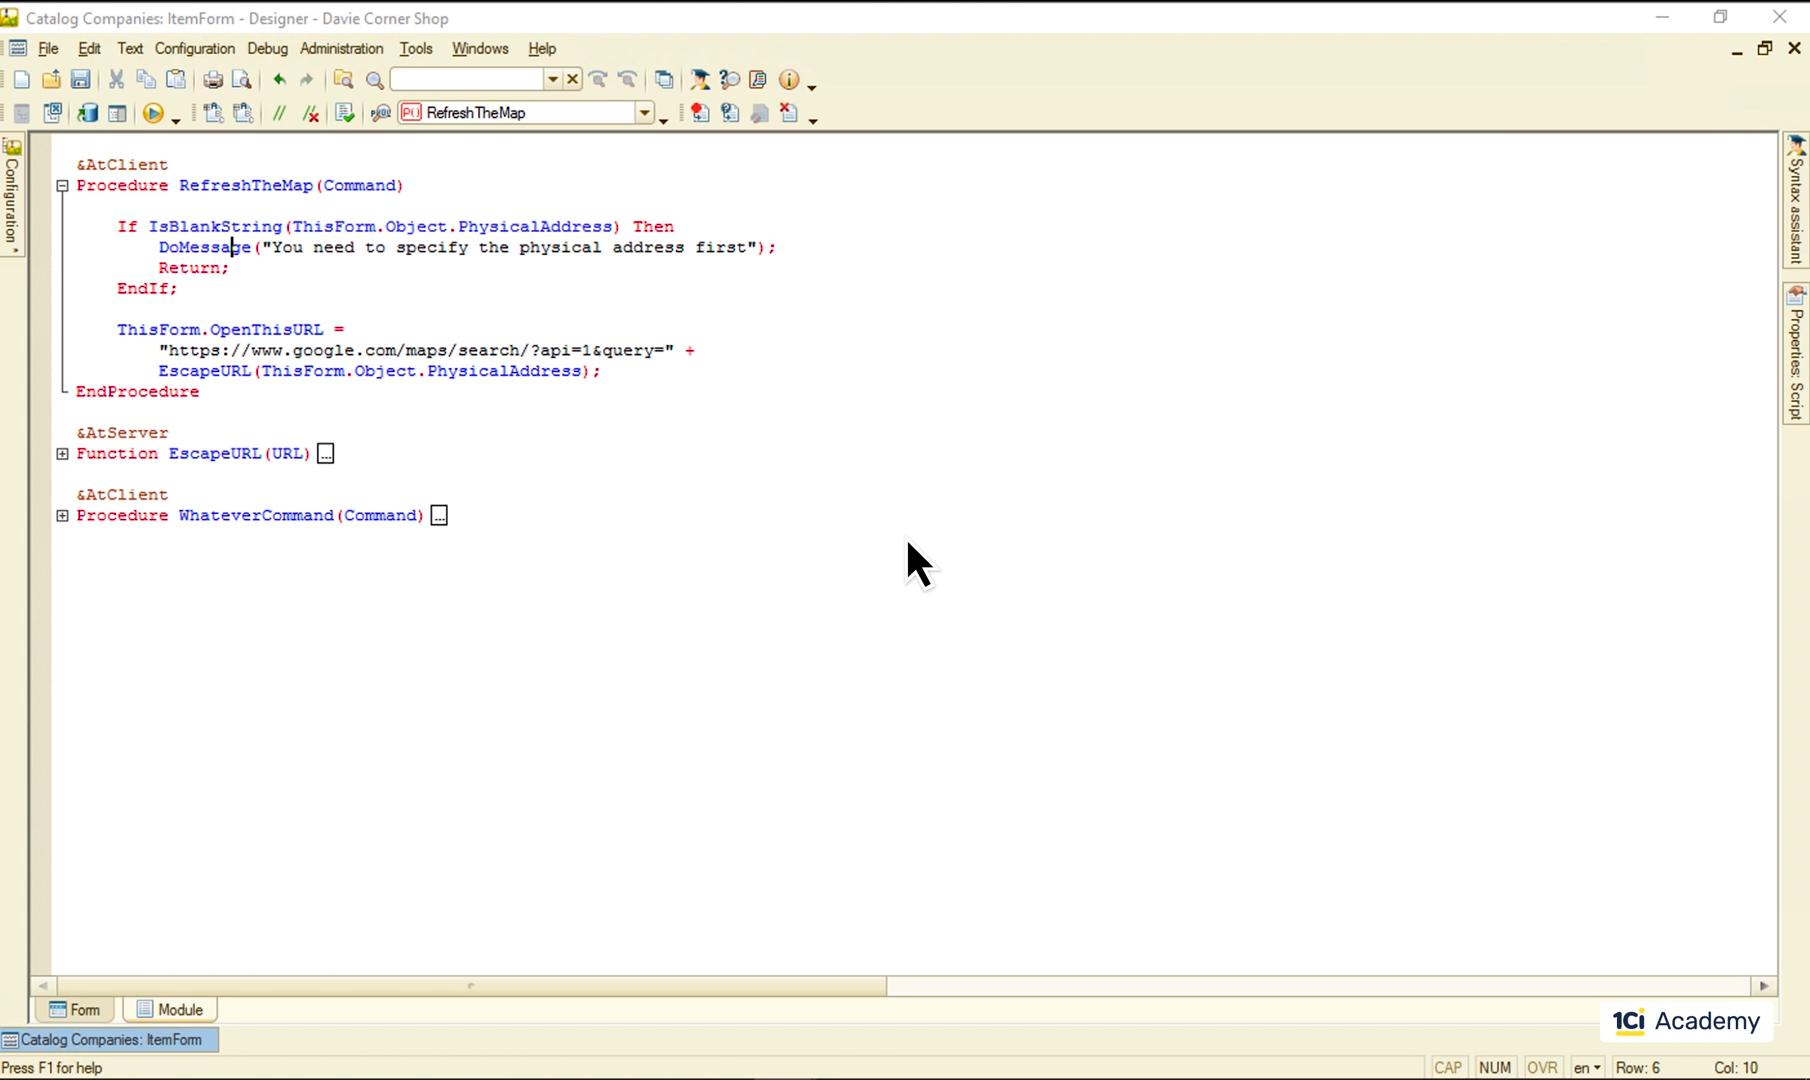 Catalog Companies: ItemForm - Designer - Davie Corner Shop
File Edit Text Configuration Debug Administration Tools Windows Help
RefreshTheMap
Configuration *
&AtClient
Procedure RefreshTheMap(Command)
If IsBlankString(ThisForm.Object.PhysicalAddress) Then
DoMessage("You need to specify the physical address first");
Return;
EndIf;
ThisForm.OpenThisURL =
"https://www.google.com/maps/search/?api=1&query=" +
EscapeURL(ThisForm.Object.PhysicalAddress);
EndProcedure
&AtServer
Function EscapeURL(URL) ...
&AtClient
Procedure WhateverCommand(Command) ...
Syntax assistant
Properties: Script
Form Module
1Ci Academy
Catalog Companies: ItemForm
Press F1 for help CAP NUM OVR en Row: 6 Col: 10